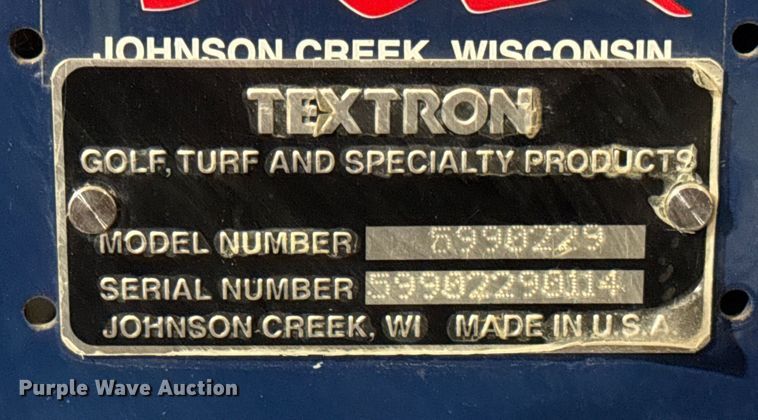 JOHNSON CREEK, WISCONSIN
TEXTRON
GOLF, TURF AND SPECIALTY PRODUCTS
MODEL NUMBER 5990229
SERIAL NUMBER 59902290114
JOHNSON CREEK, WI MADE IN U.S.A.
Purple Wave Auction